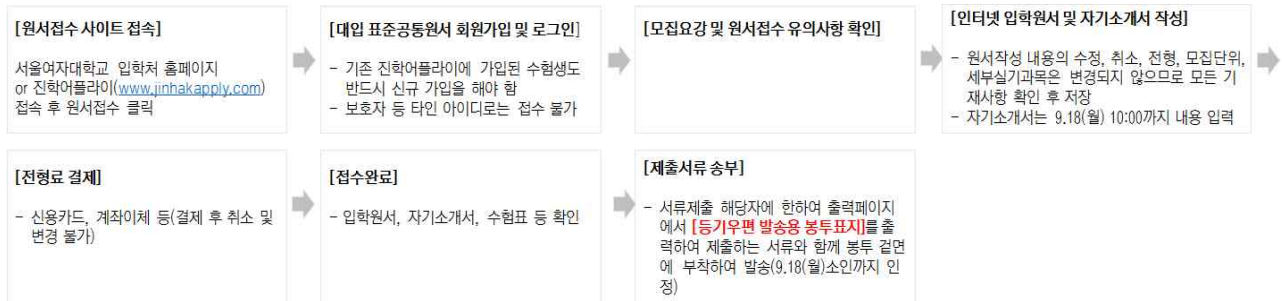 [원서접수 사이트 접속]
서울여자대학교 입학처 홈페이지
or 진학어플라이(www.jinhakapply.com)
접속 후 원서접수 클릭
[대입 표준공통원서 회원가입 및 로그인]
- 기존 진학어플라이에 가입된 수험생도
반드시 신규 가입을 해야 함
- 보호자 등 타인 아이디로는 접수 불가
[모집요강 및 원서접수 유의사항 확인]
[인터넷 입학원서 및 자기소개서 작성]
- 원서작성 내용의 수정, 취소, 전형, 모집단위,
세부실기과목은 변경되지 않으므로 모든 기
재사항 확인 후 저장
- 자기소개서는 9.18(월) 10:00까지 내용 입력
[전형료 결제]
- 신용카드, 계좌이체 등(결제 후 취소 및
변경 불가)
[접수완료]
- 입학원서, 자기소개서, 수험표 등 확인
[제출서류 송부]
- 서류제출 해당자에 한하여 출력페이지
에서 [등기우편 발송용 봉투표지]를 출
력하여 제출하는 서류와 함께 봉투 겉면
에 부착하여 발송(9.18(월)소인까지 인
정)